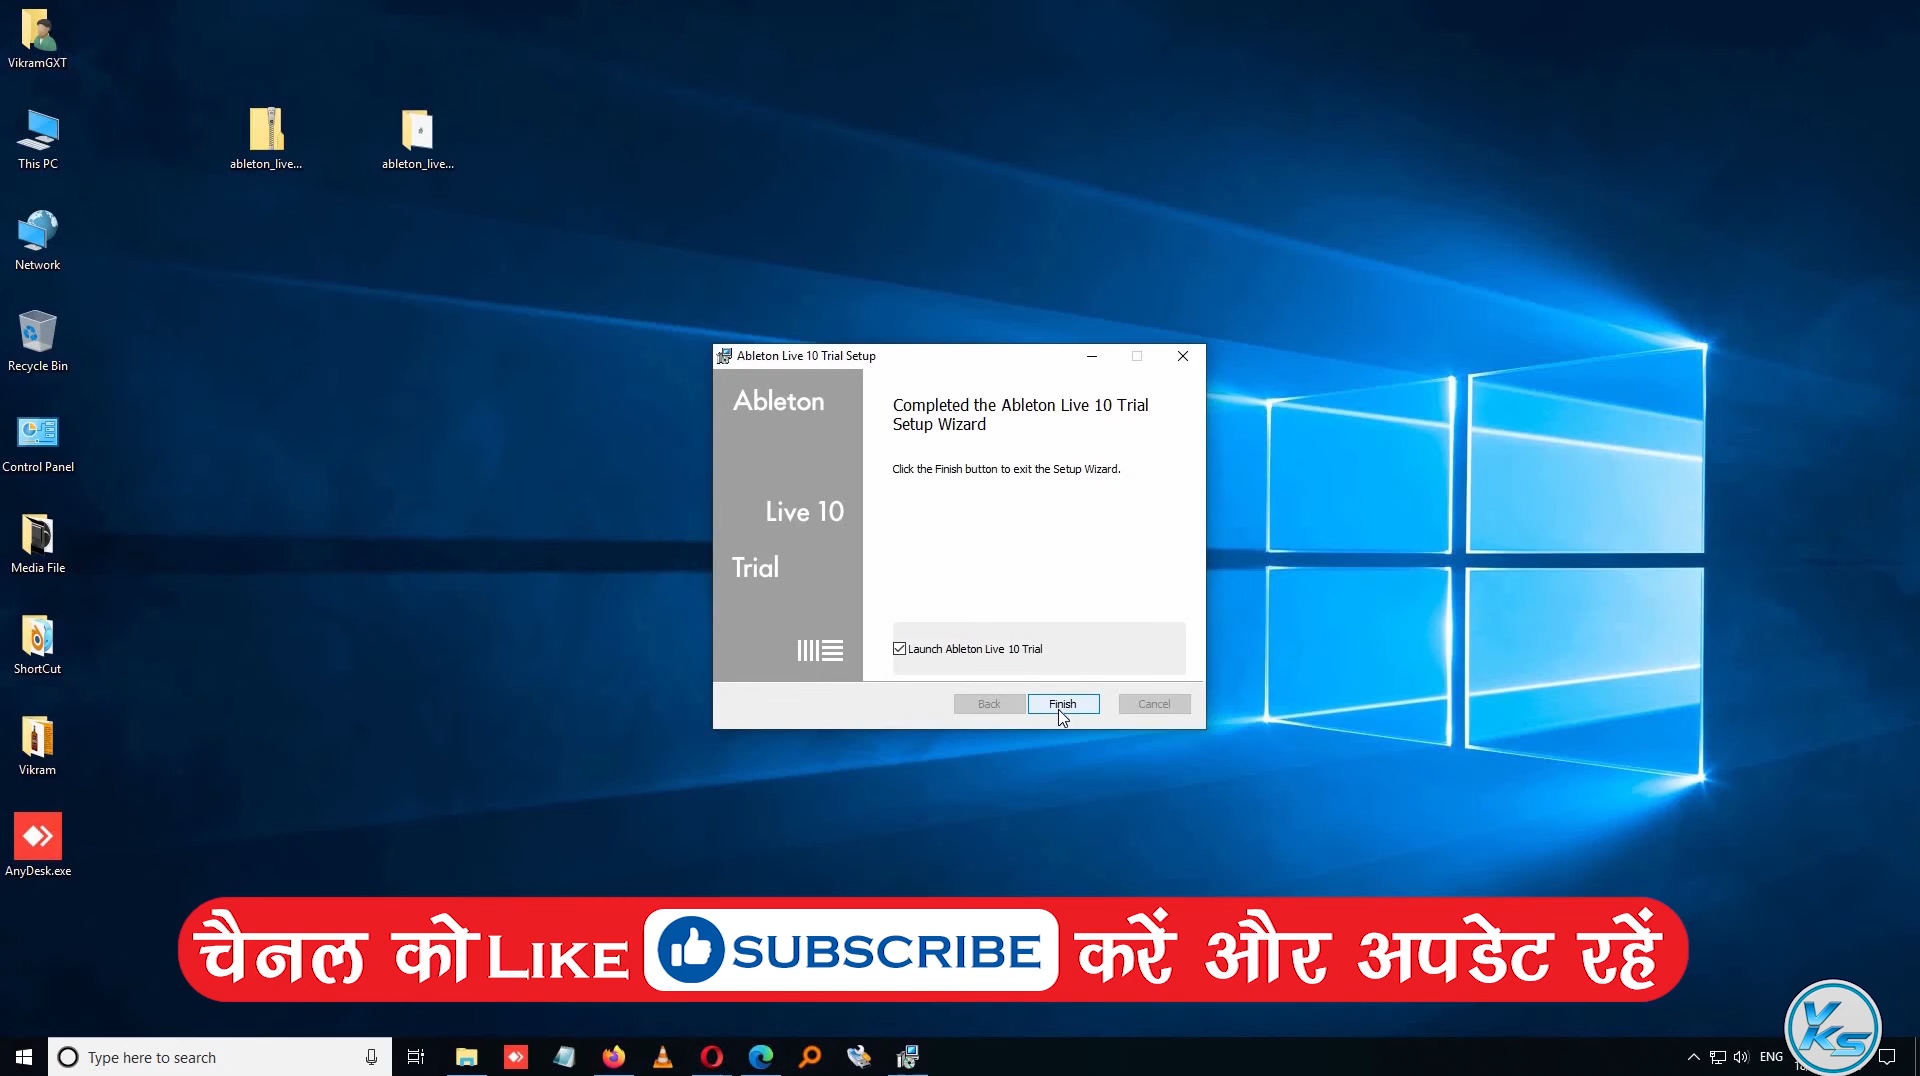 VikramGXT
ableton_live...
ableton_live...
This PC
Network
Recycle Bin
Control Panel
Media File
ShortCut
Vikram
AnyDesk.exe
Ableton Live 10 Trial Setup
Ableton
Live 10
Trial
Completed the Ableton Live 10 Trial
Setup Wizard
Click the Finish button to exit the Setup Wizard.
Launch Ableton Live 10 Trial
Back
Finish
Cancel
चैनल को LIKE SUBSCRIBE करें और अपडेट रहें
VKS
Type here to search
ENG